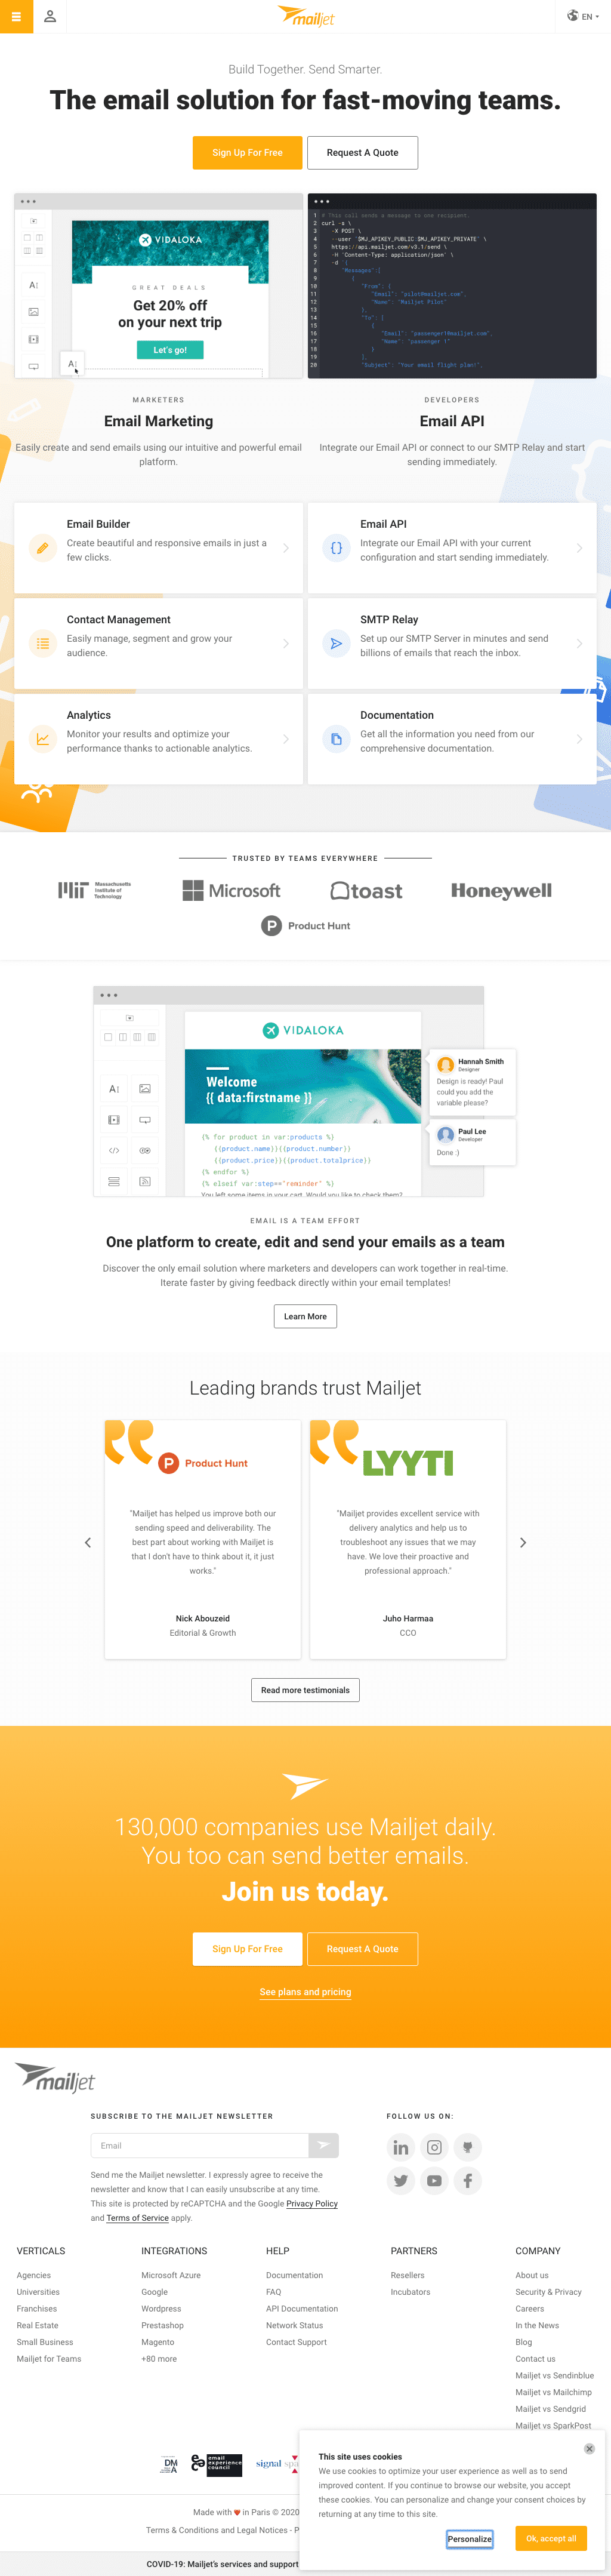 mailjet
EN
Build Together. Send Smarter.
The email solution for fast-moving teams.
Sign Up For Free
Request A Quote
VIDALOKA
GREAT DEALS
Get 20% off
on your next trip
Let's go!
A
1 # This call sends a message to one recipient.
2 curl -s \
3 -X POST \
4 --user "$MJ_APIKEY_PUBLIC:$MJ_APIKEY_PRIVATE" \
5 https://api.mailjet.com/v3.1/send \
6 -H 'Content-Type: application/json' \
7 -d '{
8 "Messages":[
9 {
10 "From": {
11 "Email": "pilot@mailjet.com",
12 "Name": "Mailjet Pilot"
13 },
14 "To": [
15 {
16 "Email": "passenger1@mailjet.com",
17 "Name": "passenger 1"
18 }
19 ],
20 "Subject": "Your email flight plan!",
MARKETERS
Email Marketing
Easily create and send emails using our intuitive and powerful email
platform.
DEVELOPERS
Email API
Integrate our Email API or connect to our SMTP Relay and start
sending immediately.
Email Builder
Create beautiful and responsive emails in just a
few clicks.
Email API
Integrate our Email API with your current
configuration and start sending immediately.
Contact Management
Easily manage, segment and grow your
audience.
SMTP Relay
Set up our SMTP Server in minutes and send
billions of emails that reach the inbox.
Analytics
Monitor your results and optimize your
performance thanks to actionable analytics.
Documentation
Get all the information you need from our
comprehensive documentation.
TRUSTED BY TEAMS EVERYWHERE
Massachusetts
Institute of
Technology
Microsoft
toast
Honeywell
P Product Hunt
VIDALOKA
Welcome
{{ data:firstname }}
{% for product in var:products %}
{{product.name}}{{product.number}}
{{product.price}}{{product.totalprice}}
{% endfor %}
{% elseif var:step=="reminder" %}
You left some items in your cart. Would you like to check them?
Hannah Smith
Designer
Design is ready! Paul
could you add the
variable please?
Paul Lee
Developer
Done :)
EMAIL IS A TEAM EFFORT
One platform to create, edit and send your emails as a team
Discover the only email solution where marketers and developers can work together in real-time.
Iterate faster by giving feedback directly within your email templates!
Learn More
Leading brands trust Mailjet
P Product Hunt
"Mailjet has helped us improve both our
sending speed and deliverability. The
best part about working with Mailjet is
that I don't have to think about it, it just
works."
Nick Abouzeid
Editorial & Growth
LYYTI
"Mailjet provides excellent service with
delivery analytics and help us to
troubleshoot any issues that we may
have. We love their proactive and
professional approach."
Juho Harmaa
CCO
Read more testimonials
130,000 companies use Mailjet daily.
You too can send better emails.
Join us today.
Sign Up For Free
Request A Quote
See plans and pricing
mailjet
SUBSCRIBE TO THE MAILJET NEWSLETTER
Email
Send me the Mailjet newsletter. I expressly agree to receive the
newsletter and know that I can easily unsubscribe at any time.
This site is protected by reCAPTCHA and the Google Privacy Policy
and Terms of Service apply.
FOLLOW US ON:
VERTICALS
Agencies
Universities
Franchises
Real Estate
Small Business
Mailjet for Teams
INTEGRATIONS
Microsoft Azure
Google
Wordpress
Prestashop
Magento
+80 more
HELP
Documentation
FAQ
API Documentation
Network Status
Contact Support
PARTNERS
Resellers
Incubators
COMPANY
About us
Security & Privacy
Careers
In the News
Blog
Contact us
Mailjet vs Sendinblue
Mailjet vs Mailchimp
Mailjet vs Sendgrid
Mailjet vs SparkPost
DM
A
email
experience
council
signal spa
Made with in Paris © 2020
Terms & Conditions and Legal Notices - P
COVID-19: Mailjet's services and support
This site uses cookies
We use cookies to optimize your user experience as well as to send
improved content. If you continue to browse our website, you accept
these cookies. You can personalize and change your consent choices by
returning at any time to this site.
Personalize
Ok, accept all